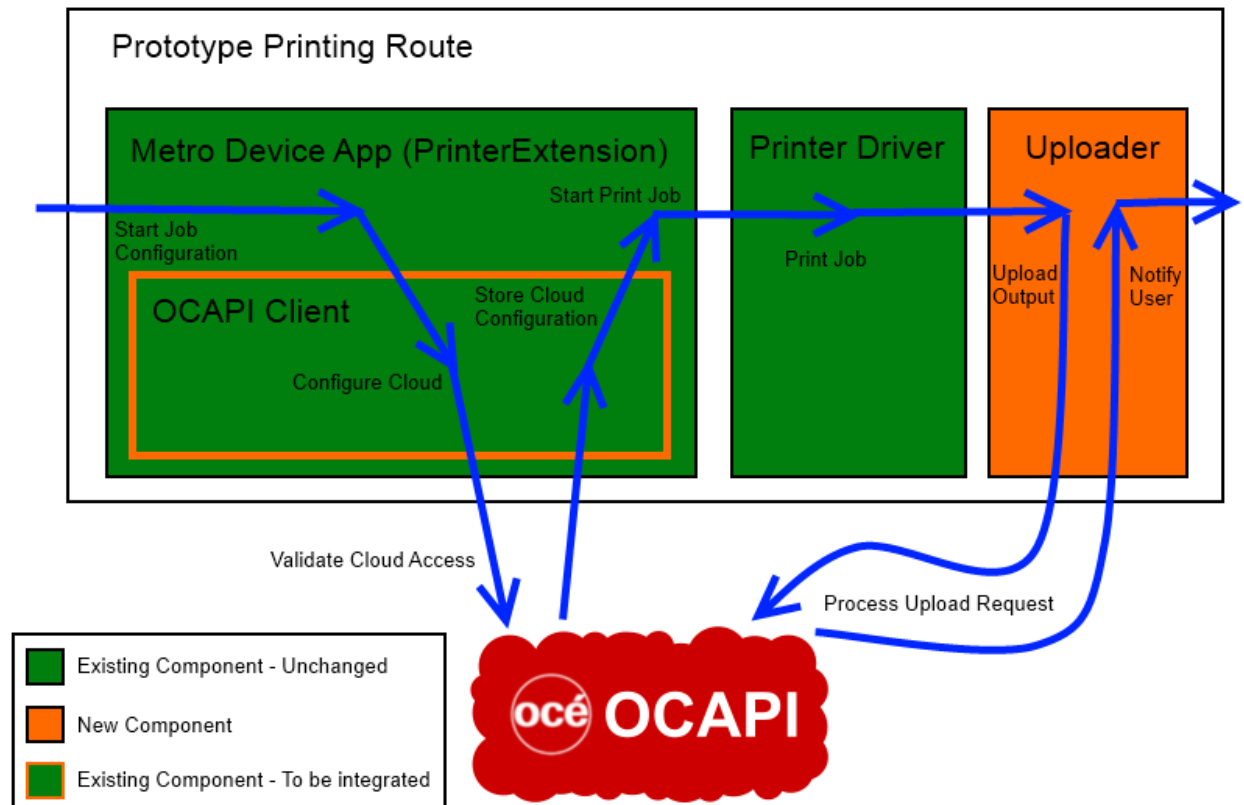 Prototype Printing Route
Metro Device App (PrinterExtension)
Printer Driver
Uploader
Start Print Job
Start Job
Configuration
Print Job
Upload
Output
Notify
User
OCAPI Client
Store Cloud
Configuration
Configure Cloud
Validate Cloud Access
Process Upload Request
océ OCAPI
Existing Component - Unchanged
New Component
Existing Component - To be integrated